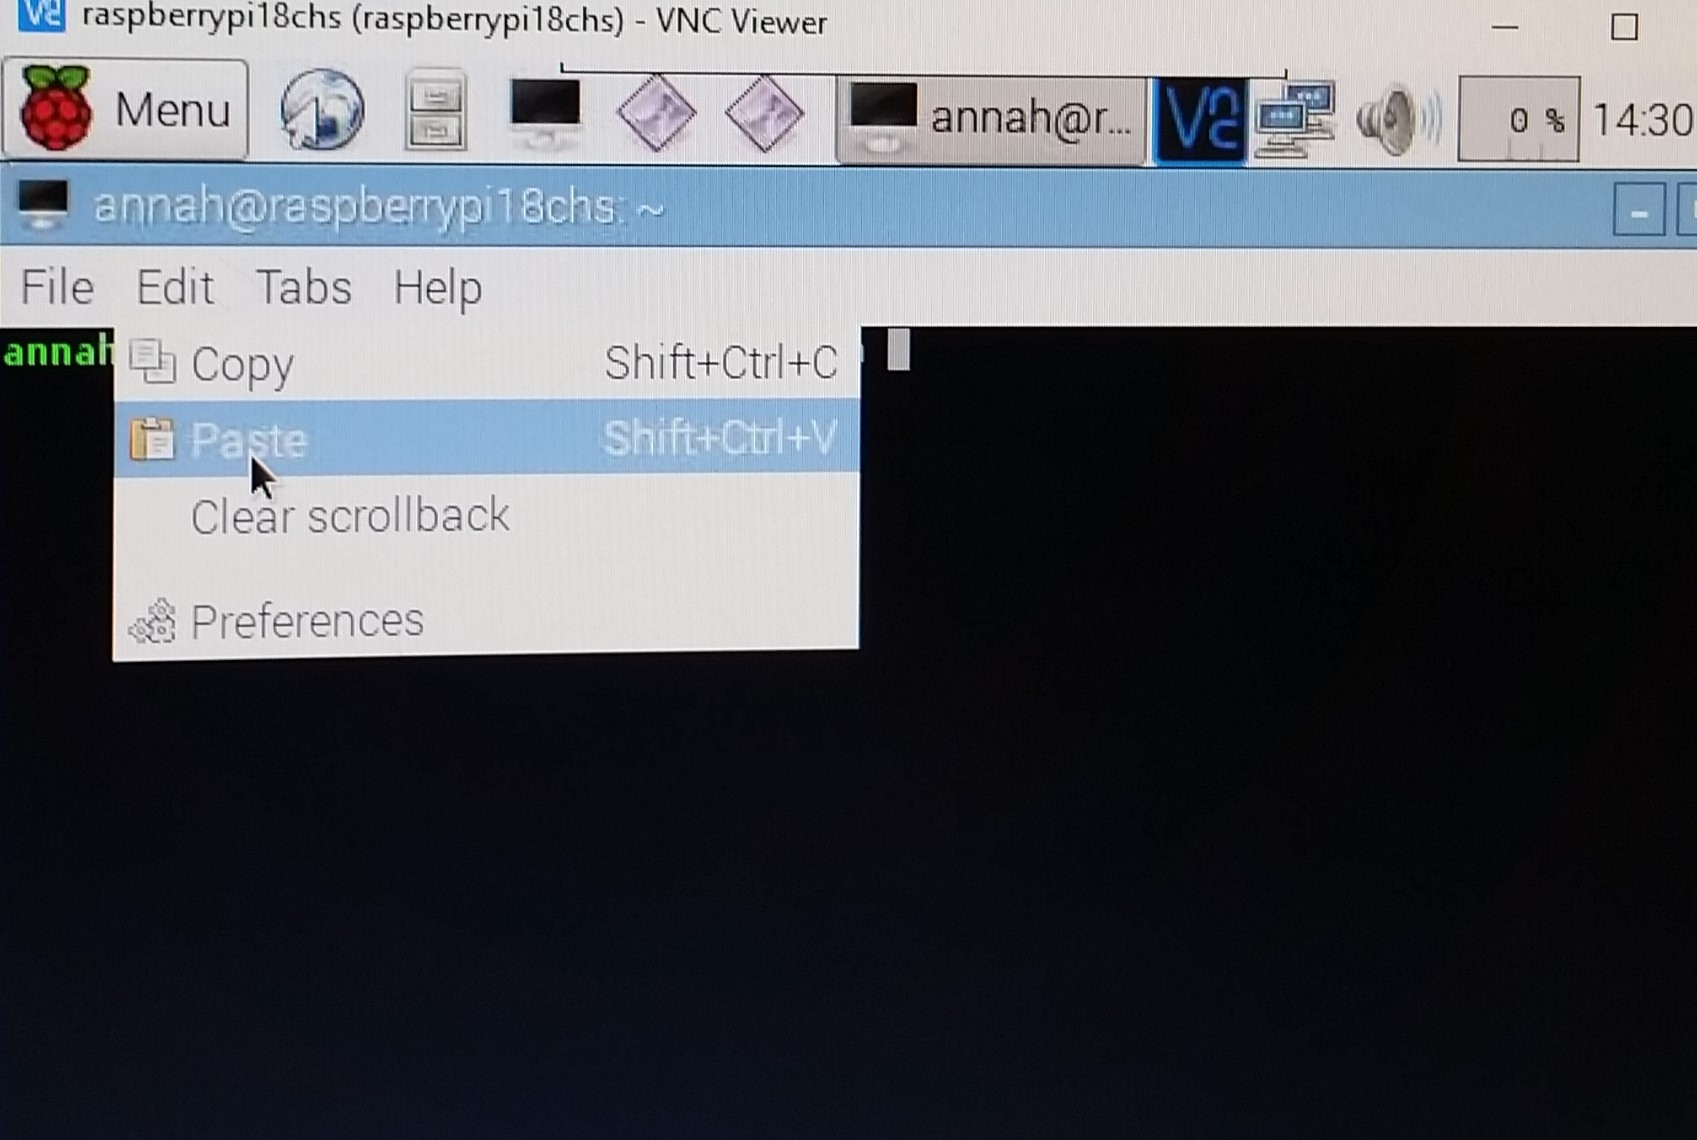 raspberrypi18chs (raspberrypi18chs) - VNC Viewer
Menu annah@r... 0 % 14:30
annah@raspberrypi18chs: ~
File Edit Tabs Help
annah
Copy Shift+Ctrl+C
Paste Shift+Ctrl+V
Clear scrollback
Preferences